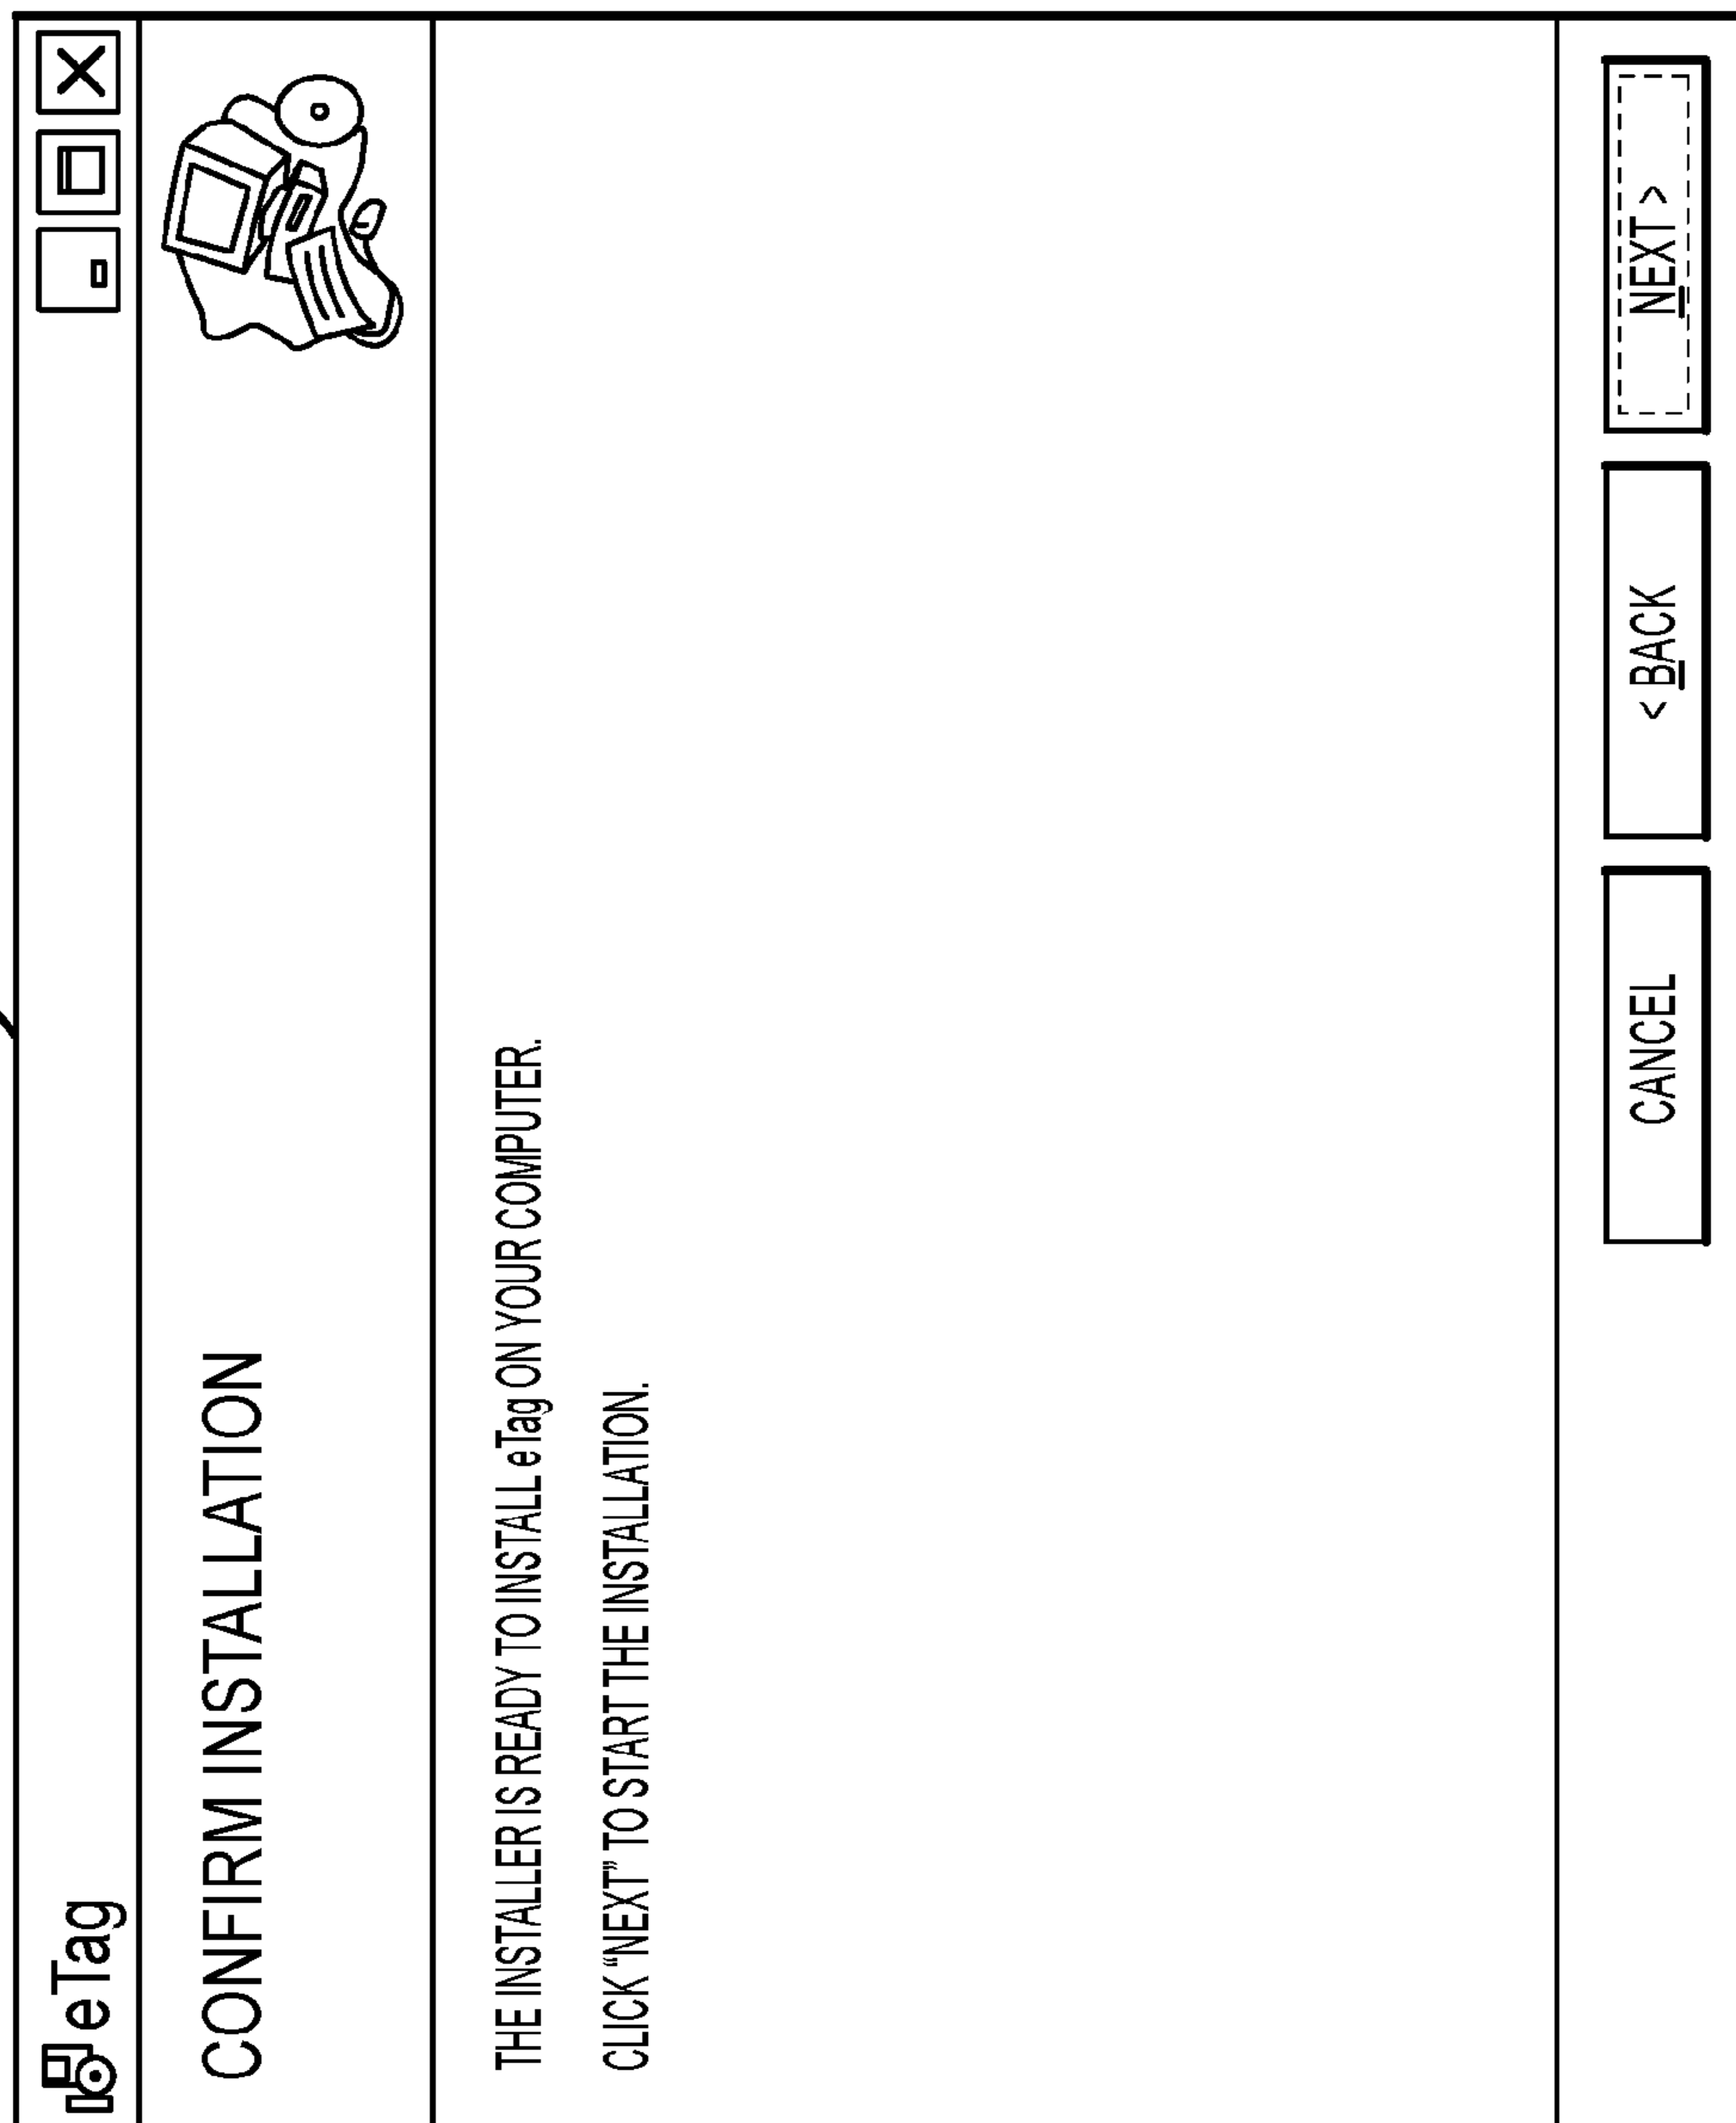 eTag
CONFIRM INSTALLATION
THE INSTALLER IS READY TO INSTALL eTag ON YOUR COMPUTER.
CLICK “NEXT” TO START THE INSTALLATION.
CANCEL
< BACK
NEXT >